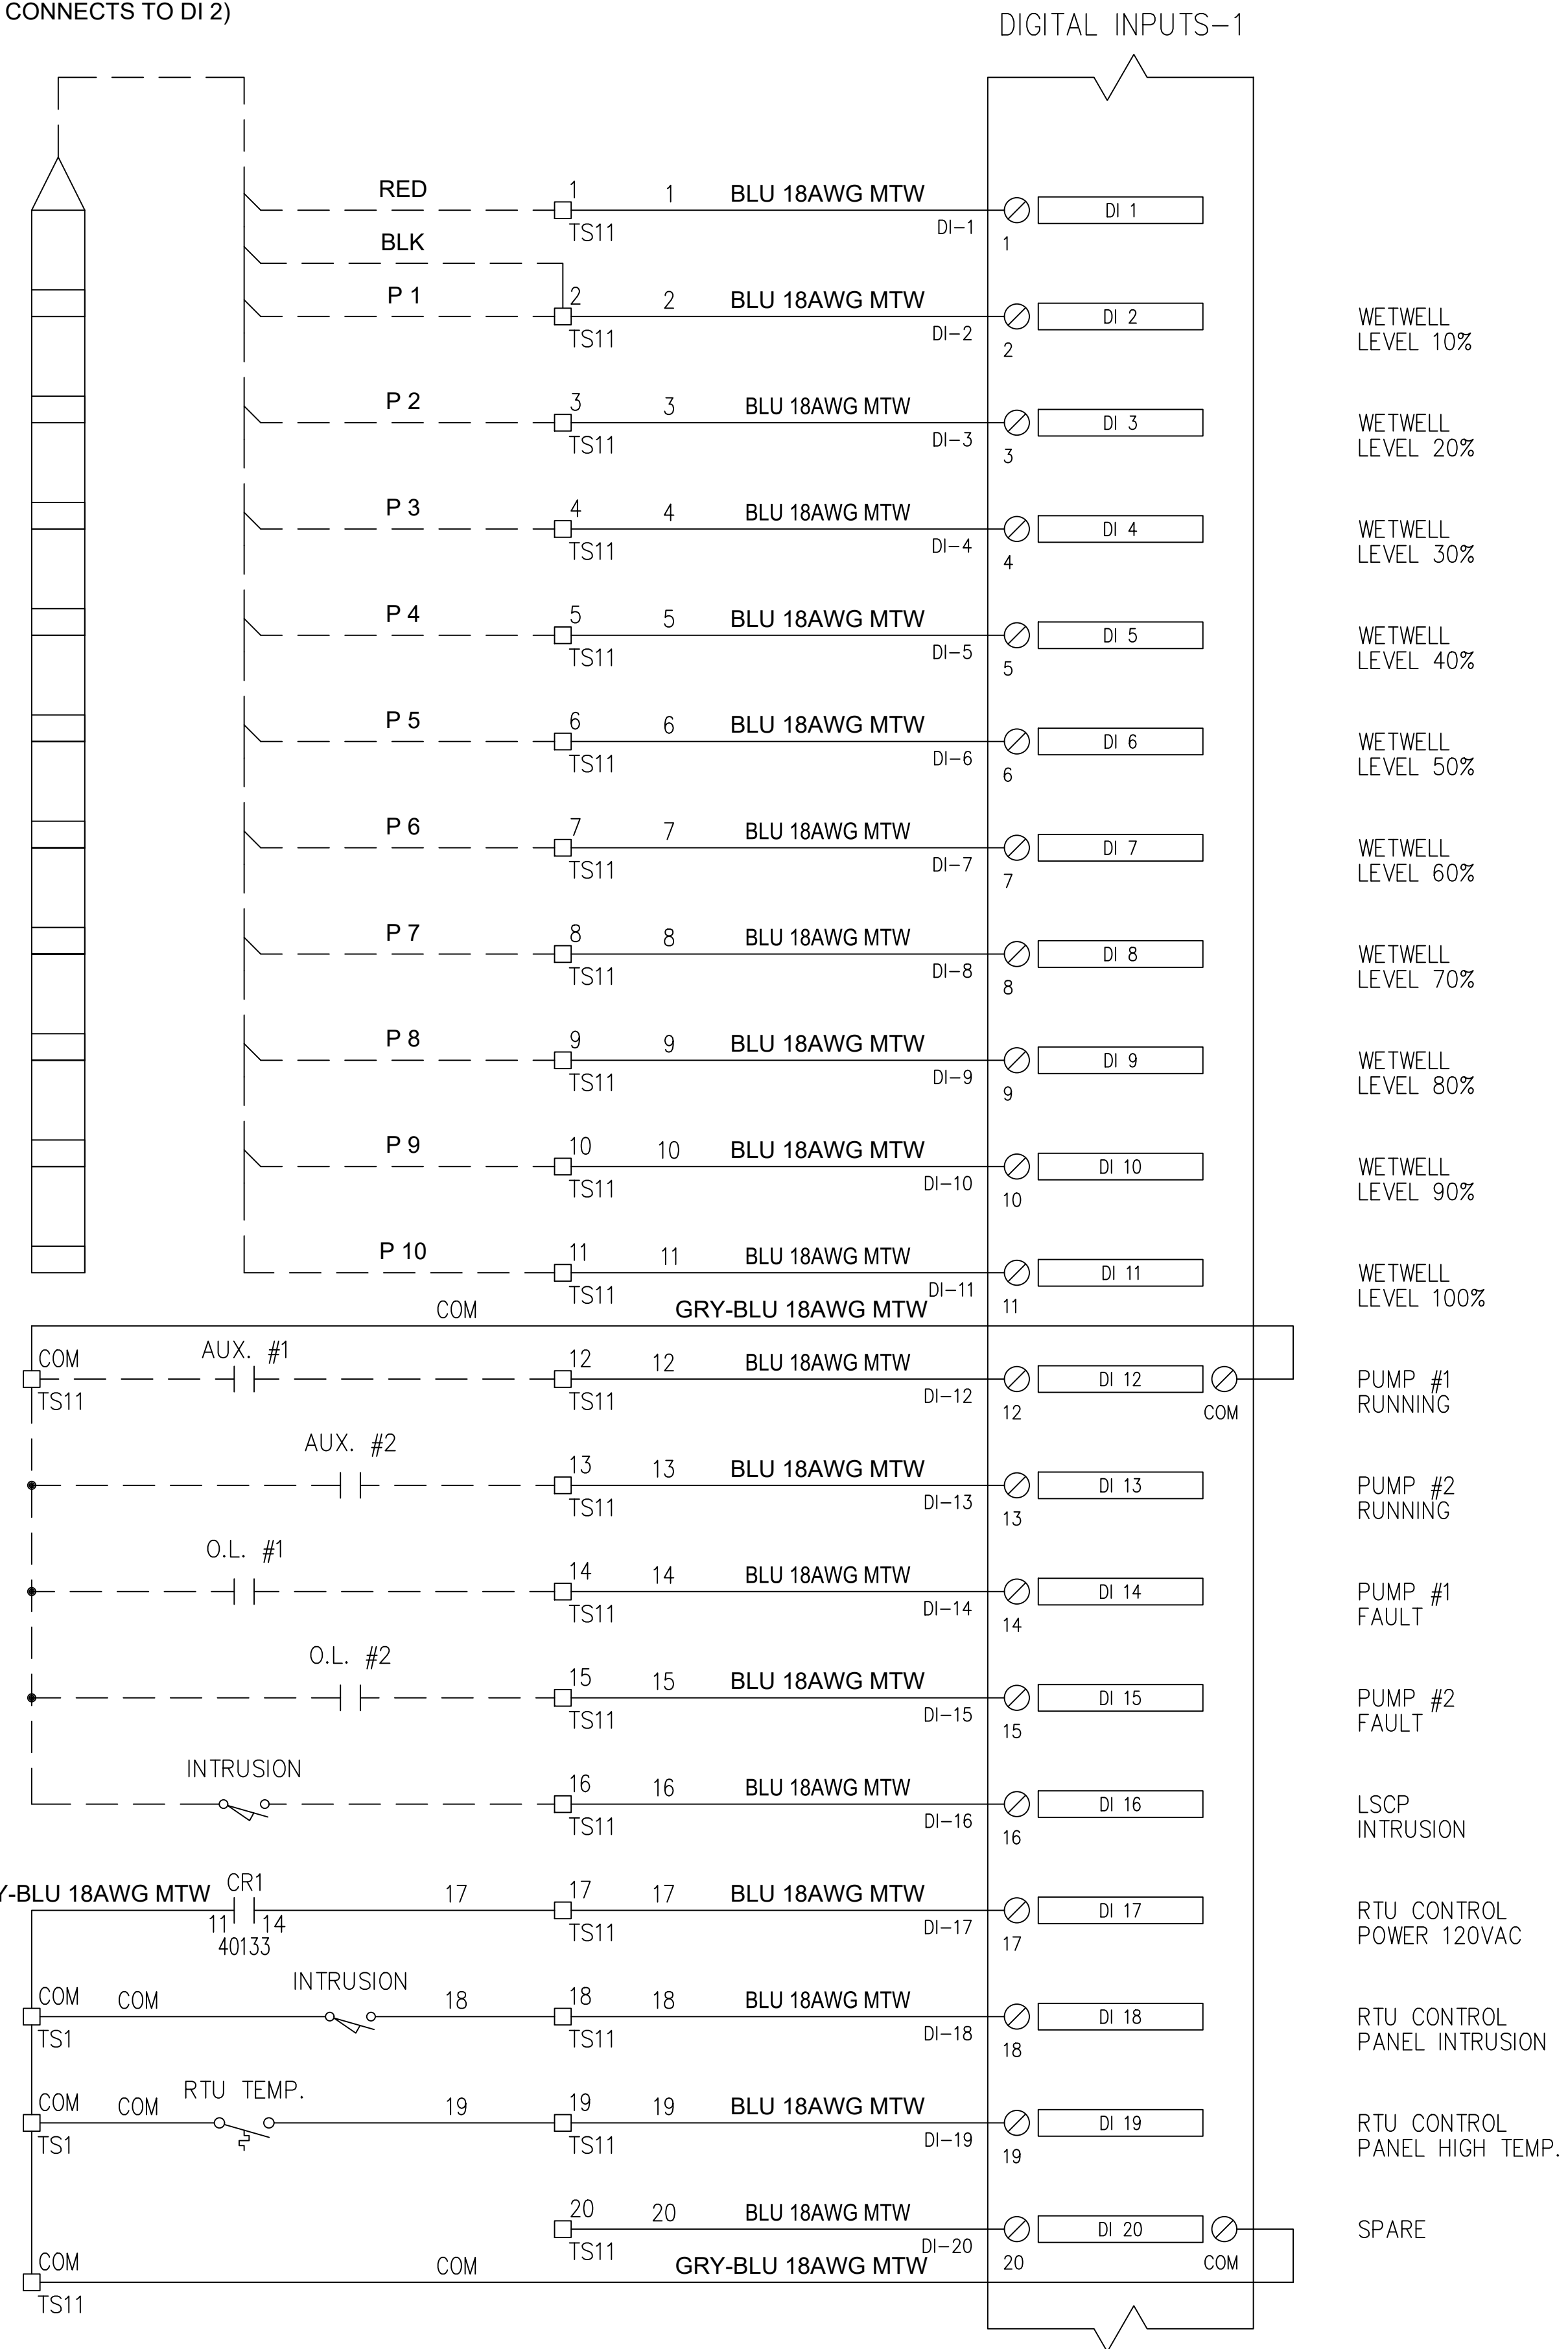 CONNECTS TO DI 2)
DIGITAL INPUTS-1
RED 1 1 BLU 18AWG MTW DI 1
TS11 DI-1 1
BLK
P 1 2 2 BLU 18AWG MTW DI 2 WETWELL
TS11 DI-2 2 LEVEL 10%
P 2 3 3 BLU 18AWG MTW DI 3 WETWELL
TS11 DI-3 3 LEVEL 20%
P 3 4 4 BLU 18AWG MTW DI 4 WETWELL
TS11 DI-4 4 LEVEL 30%
P 4 5 5 BLU 18AWG MTW DI 5 WETWELL
TS11 DI-5 5 LEVEL 40%
P 5 6 6 BLU 18AWG MTW DI 6 WETWELL
TS11 DI-6 6 LEVEL 50%
P 6 7 7 BLU 18AWG MTW DI 7 WETWELL
TS11 DI-7 7 LEVEL 60%
P 7 8 8 BLU 18AWG MTW DI 8 WETWELL
TS11 DI-8 8 LEVEL 70%
P 8 9 9 BLU 18AWG MTW DI 9 WETWELL
TS11 DI-9 9 LEVEL 80%
P 9 10 10 BLU 18AWG MTW DI 10 WETWELL
TS11 DI-10 10 LEVEL 90%
P 10 11 11 BLU 18AWG MTW DI 11 WETWELL
TS11 DI-11 11 LEVEL 100%
COM GRY-BLU 18AWG MTW
COM AUX. #1 12 12 BLU 18AWG MTW DI 12 PUMP #1
TS11 TS11 DI-12 12 COM RUNNING
AUX. #2 13 13 BLU 18AWG MTW DI 13 PUMP #2
TS11 DI-13 13 RUNNING
O.L. #1 14 14 BLU 18AWG MTW DI 14 PUMP #1
TS11 DI-14 14 FAULT
O.L. #2 15 15 BLU 18AWG MTW DI 15 PUMP #2
TS11 DI-15 15 FAULT
INTRUSION 16 16 BLU 18AWG MTW DI 16 LSCP
TS11 DI-16 16 INTRUSION
Y-BLU 18AWG MTW CR1 17 17 17 BLU 18AWG MTW DI 17 RTU CONTROL
11 14 TS11 DI-17 17 POWER 120VAC
40133
INTRUSION
COM COM 18 18 18 BLU 18AWG MTW DI 18 RTU CONTROL
TS1 TS11 DI-18 18 PANEL INTRUSION
RTU TEMP.
COM COM 19 19 19 BLU 18AWG MTW DI 19 RTU CONTROL
TS1 TS11 DI-19 19 PANEL HIGH TEMP.
20 20 BLU 18AWG MTW DI 20 SPARE
TS11 DI-20 20 COM
COM COM GRY-BLU 18AWG MTW
TS11